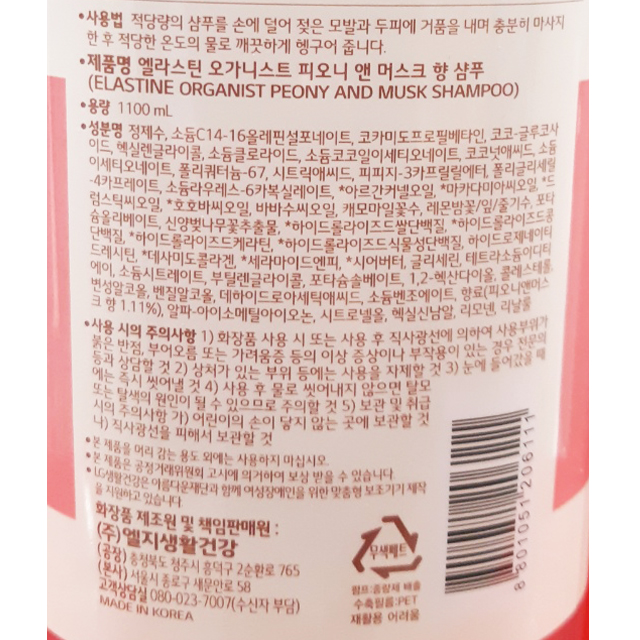 •사용법 적당량의 샴푸를 손에 덜어 젖은 모발과 두피에 거품을 내며 충분히 마사지
한 후 적당한 온도의 물로 깨끗하게 헹구어 줍니다.
•제품명 엘라스틴 오가니스트 피오니 앤 머스크 향 샴푸
(ELASTINE ORGANIST PEONY AND MUSK SHAMPOO)
•용량 1100 mL
•성분명 정제수, 소듐C14-16올레핀설포네이트, 코카미도프로필베타인, 코코-글루코사
이드, 헥실렌글라이콜, 소듐클로라이드, 소듐코코일이세티오네이트, 코코넛애씨드, 소듐
이세티오네이트, 폴리쿼터늄-67, 시트릭애씨드, 피피지-3카프릴릴에터, 폴리글리세릴
-4카프레이트, 소듐라우레스-6카복실레이트, *아르간커넬오일, *마카다미아씨오일, *드
럼스틱씨오일, *호호바씨오일, 바바수씨오일, 캐모마일꽃수, 레몬밤꽃/잎/줄기수, 포타
슘올리베이트, 신양벚나무꽃추출물, *하이드롤라이즈드쌀단백질, *하이드롤라이즈드콩
단백질, *하이드롤라이즈드케라틴, *하이드롤라이즈드식물성단백질, 하이드로제네이티
드레시틴, *데사미도콜라겐, *세라마이드엔피, *시어버터, 글리세린, 테트라소듐이디티
에이, 소듐시트레이트, 부틸렌글라이콜, 포타슘솔베이트, 1,2-헥산다이올, 콜레스테롤,
변성알코올, 벤질알코올, 데하이드로아세틱애씨드, 소듐벤조에이트, 향료(피오니앤머스
크 향 1.11%), 알파-아이소메틸아이오논, 시트로넬올, 헥실신남알, 리모넨, 리날룰
•사용 시의 주의사항 1) 화장품 사용 시 또는 사용 후 직사광선에 의하여 사용부위가
붉은 반점, 부어오름 또는 가려움증 등의 이상 증상이나 부작용이 있는 경우 전문의
등과 상담할 것 2) 상처가 있는 부위 등에는 사용을 자제할 것 3) 눈에 들어갔을 때
에는 즉시 씻어낼 것 4) 사용 후 물로 씻어내지 않으면 탈모
또는 탈색의 원인이 될 수 있으므로 주의할 것 5) 보관 및 취급
시의 주의사항 가) 어린이의 손이 닿지 않는 곳에 보관할 것
나) 직사광선을 피해서 보관할 것
•본 제품을 머리 감는 용도 외에는 사용하지 마십시오.
•본 제품은 공정거래위원회 고시에 의거하여 보상 받을 수 있습니다.
•LG생활건강은 아름다운재단과 함께 여성장애인을 위한 맞춤형 보조기기 제작
을 지원하고 있습니다.
화장품 제조원 및 책임판매원 :
(주)엘지생활건강
(공장) 충청북도 청주시 흥덕구 2순환로 765
(본사) 서울시 종로구 새문안로 58
고객상담실 080-023-7007(수신자 부담)
MADE IN KOREA
무색페트
펌프:종량제 배출
수축필름:PET
재활용 어려움
8 801051 206111